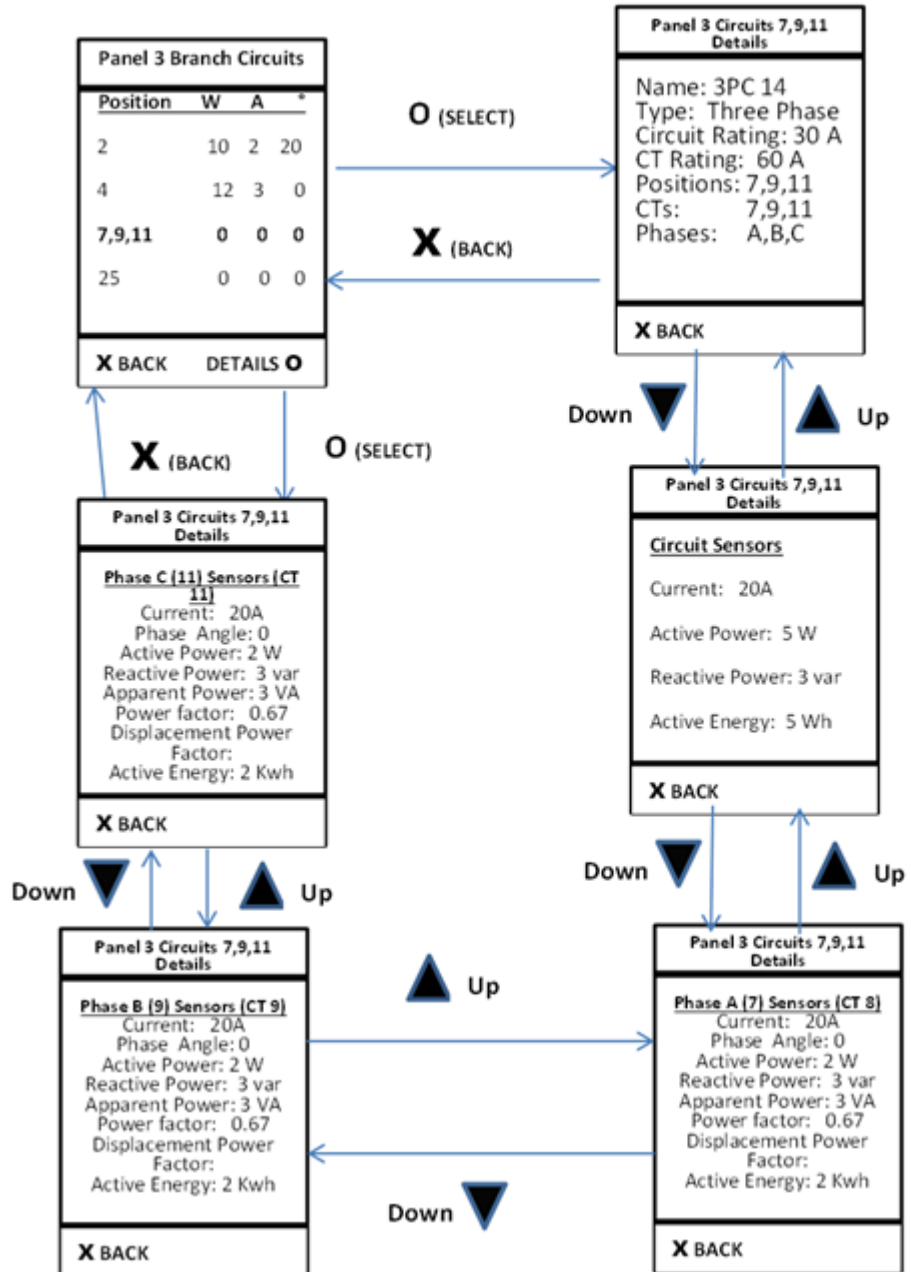 Panel 3 Branch Circuits
Position W A °
2 10 2 20
4 12 3 0
7,9,11 0 0 0
25 0 0 0
X BACK DETAILS O
O (SELECT)
X (BACK)
Panel 3 Circuits 7,9,11
Details
Name: 3PC 14
Type: Three Phase
Circuit Rating: 30 A
CT Rating: 60 A
Positions: 7,9,11
CTs: 7,9,11
Phases: A,B,C
X BACK
Down
Up
X (BACK)
O (SELECT)
Panel 3 Circuits 7,9,11
Details
Circuit Sensors
Current: 20A
Active Power: 5 W
Reactive Power: 3 var
Active Energy: 5 Wh
X BACK
Down
Up
Panel 3 Circuits 7,9,11
Details
Phase C (11) Sensors (CT
11)
Current: 20A
Phase Angle: 0
Active Power: 2 W
Reactive Power: 3 var
Apparent Power: 3 VA
Power factor: 0.67
Displacement Power
Factor:
Active Energy: 2 Kwh
X BACK
Down
Up
Panel 3 Circuits 7,9,11
Details
Phase B (9) Sensors (CT 9)
Current: 20A
Phase Angle: 0
Active Power: 2 W
Reactive Power: 3 var
Apparent Power: 3 VA
Power factor: 0.67
Displacement Power
Factor:
Active Energy: 2 Kwh
X BACK
Up
Down
Panel 3 Circuits 7,9,11
Details
Phase A (7) Sensors (CT 8)
Current: 20A
Phase Angle: 0
Active Power: 2 W
Reactive Power: 3 var
Apparent Power: 3 VA
Power factor: 0.67
Displacement Power
Factor:
Active Energy: 2 Kwh
X BACK